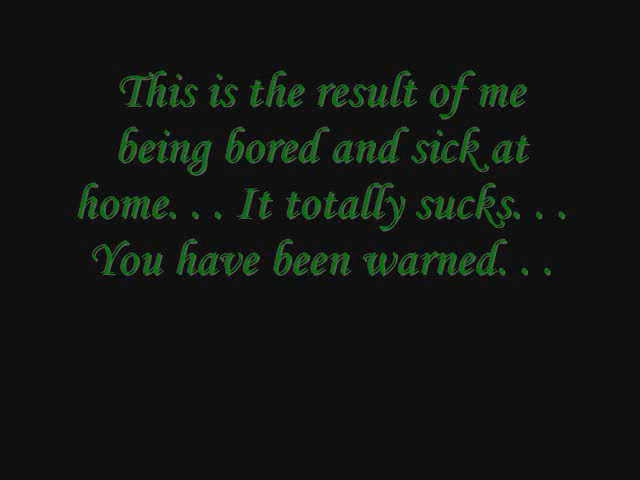 This is the result of me
being bored and sick at
home. . . It totally sucks. . .
You have been warned. . .